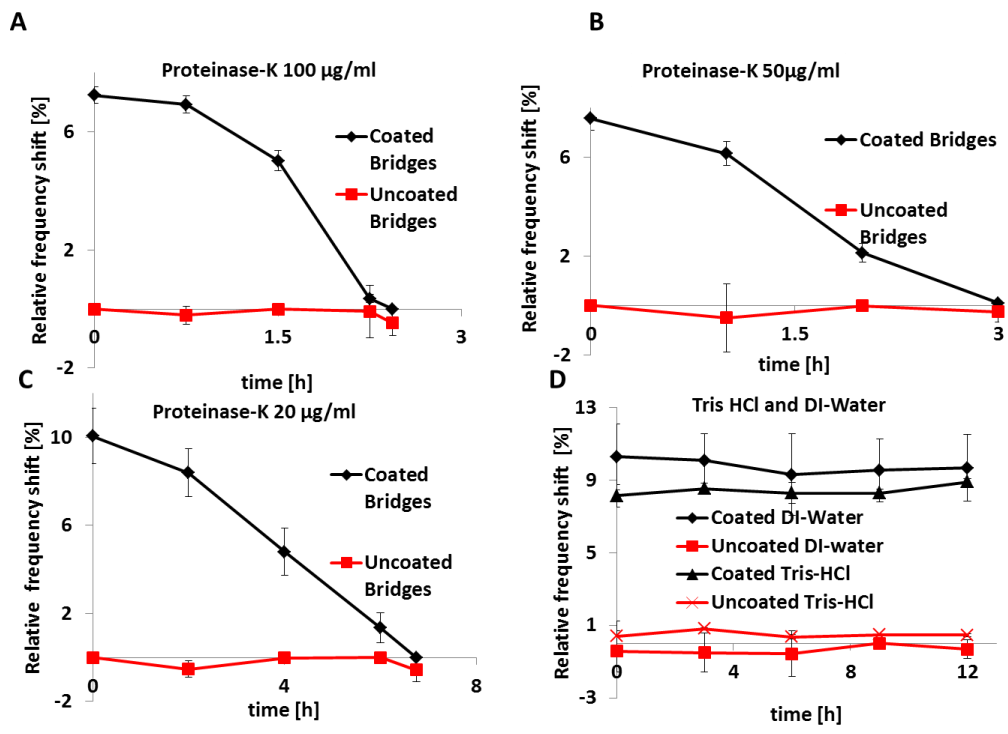 A
Proteinase-K 100 µg/ml
Relative frequency shift [%]
6
2
-2
0
1.5
3
time [h]
Coated
Bridges
Uncoated
Bridges
B
Proteinase-K 50µg/ml
Relative frequency shift [%]
6
2
-2
0
1.5
3
time [h]
Coated Bridges
Uncoated
Bridges
C
Proteinase-K 20 µg/ml
Relative frequency shift [%]
10
6
2
-2
0
4
8
time [h]
Coated
Bridges
Uncoated
Bridges
D
Tris HCl and DI-Water
Relative frequency shift [%]
13
9
5
1
-3
0
4
8
12
time [h]
Coated DI-Water
Uncoated DI-water
Coated Tris-HCl
Uncoated Tris-HCl